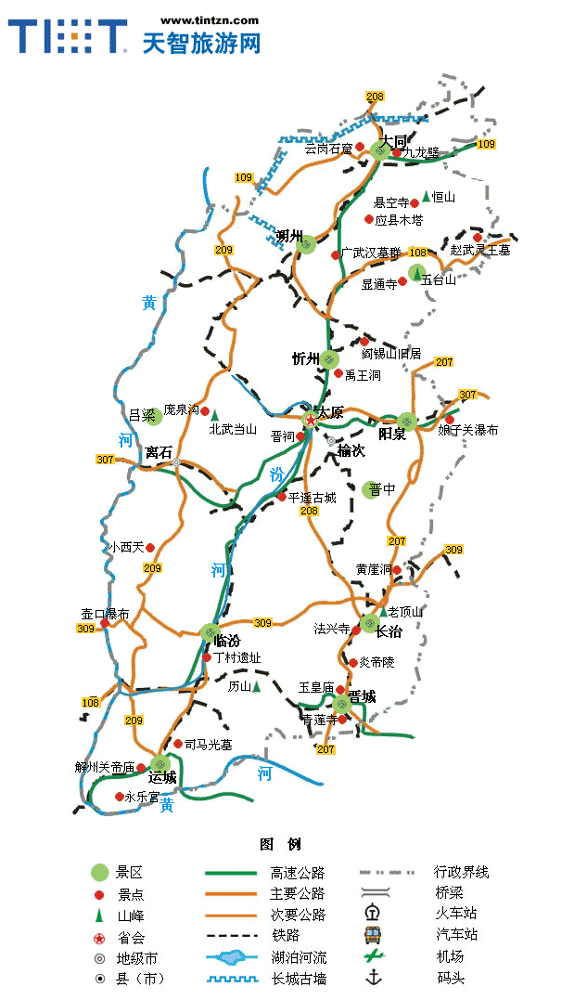 www.tintzn.com
TINT
天智旅游网
208
云岗石窟
大同
九龙壁
109
109
悬空寺
恒山
应县木塔
朔州
209
广武汉墓群
108
赵武灵王墓
显通寺
五台山
黄
忻州
阎锡山旧居
207
禹王洞
307
吕梁
庞泉沟
北武当山
太原
阳泉
娘子关瀑布
晋祠
榆次
河
离石
307
汾
晋中
平遥古城
208
小西天
207
309
209
河
黄崖洞
壶口瀑布
309
309
老顶山
临汾
法兴寺
长治
丁村遗址
炎帝陵
历山
玉皇庙
晋城
108
209
青莲寺
207
司马光墓
解州关帝庙
运城
河
永乐宫
黄
图 例
景区
高速公路
行政界线
景点
主要公路
桥梁
山峰
次要公路
火车站
省会
铁路
汽车站
地级市
湖泊河流
机场
县（市）
长城古墙
码头